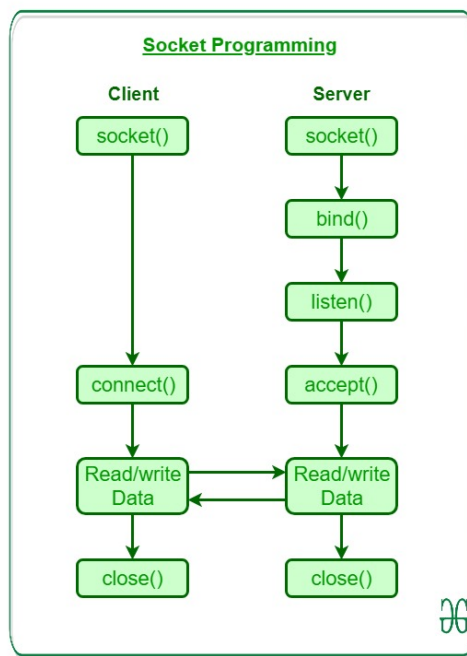 Socket Programming
Client Server
socket() socket()
bind()
listen()
connect() accept()
Read/write Read/write
Data Data
close() close()